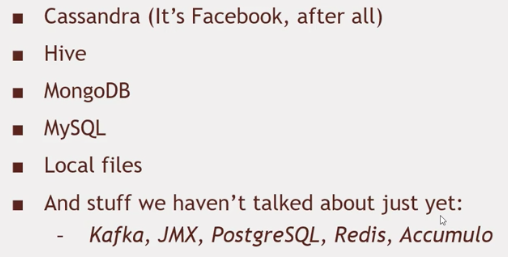 ■ Cassandra (It's Facebook, after all)
■ Hive
■ MongoDB
■ MySQL
■ Local files
■ And stuff we haven't talked about just yet:
– Kafka, JMX, PostgreSQL, Redis, Accumulo